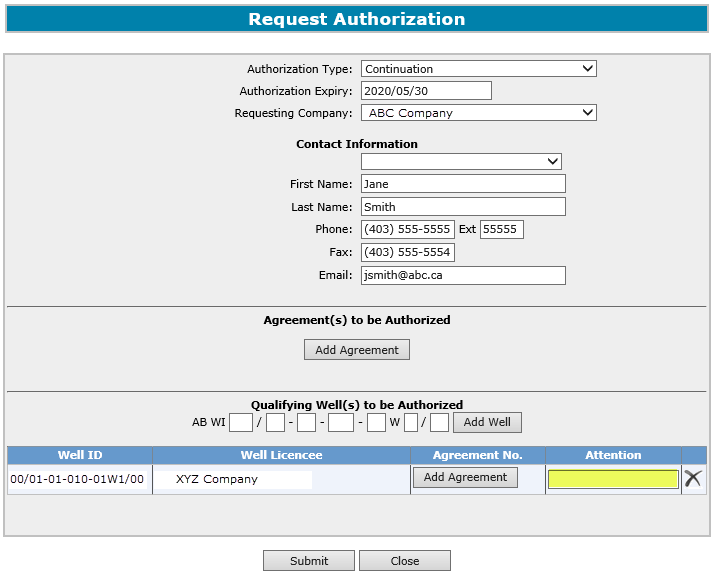 Request Authorization
Authorization Type: Continuation
Authorization Expiry: 2020/05/30
Requesting Company: ABC Company
Contact Information
First Name: Jane
Last Name: Smith
Phone: (403) 555-5555 Ext 55555
Fax: (403) 555-5554
Email: jsmith@abc.ca
Agreement(s) to be Authorized
Add Agreement
Qualifying Well(s) to be Authorized
AB WI / - - - W / Add Well
Well ID Well Licencee Agreement No. Attention
00/01-01-010-01W1/00 XYZ Company Add Agreement
Submit Close